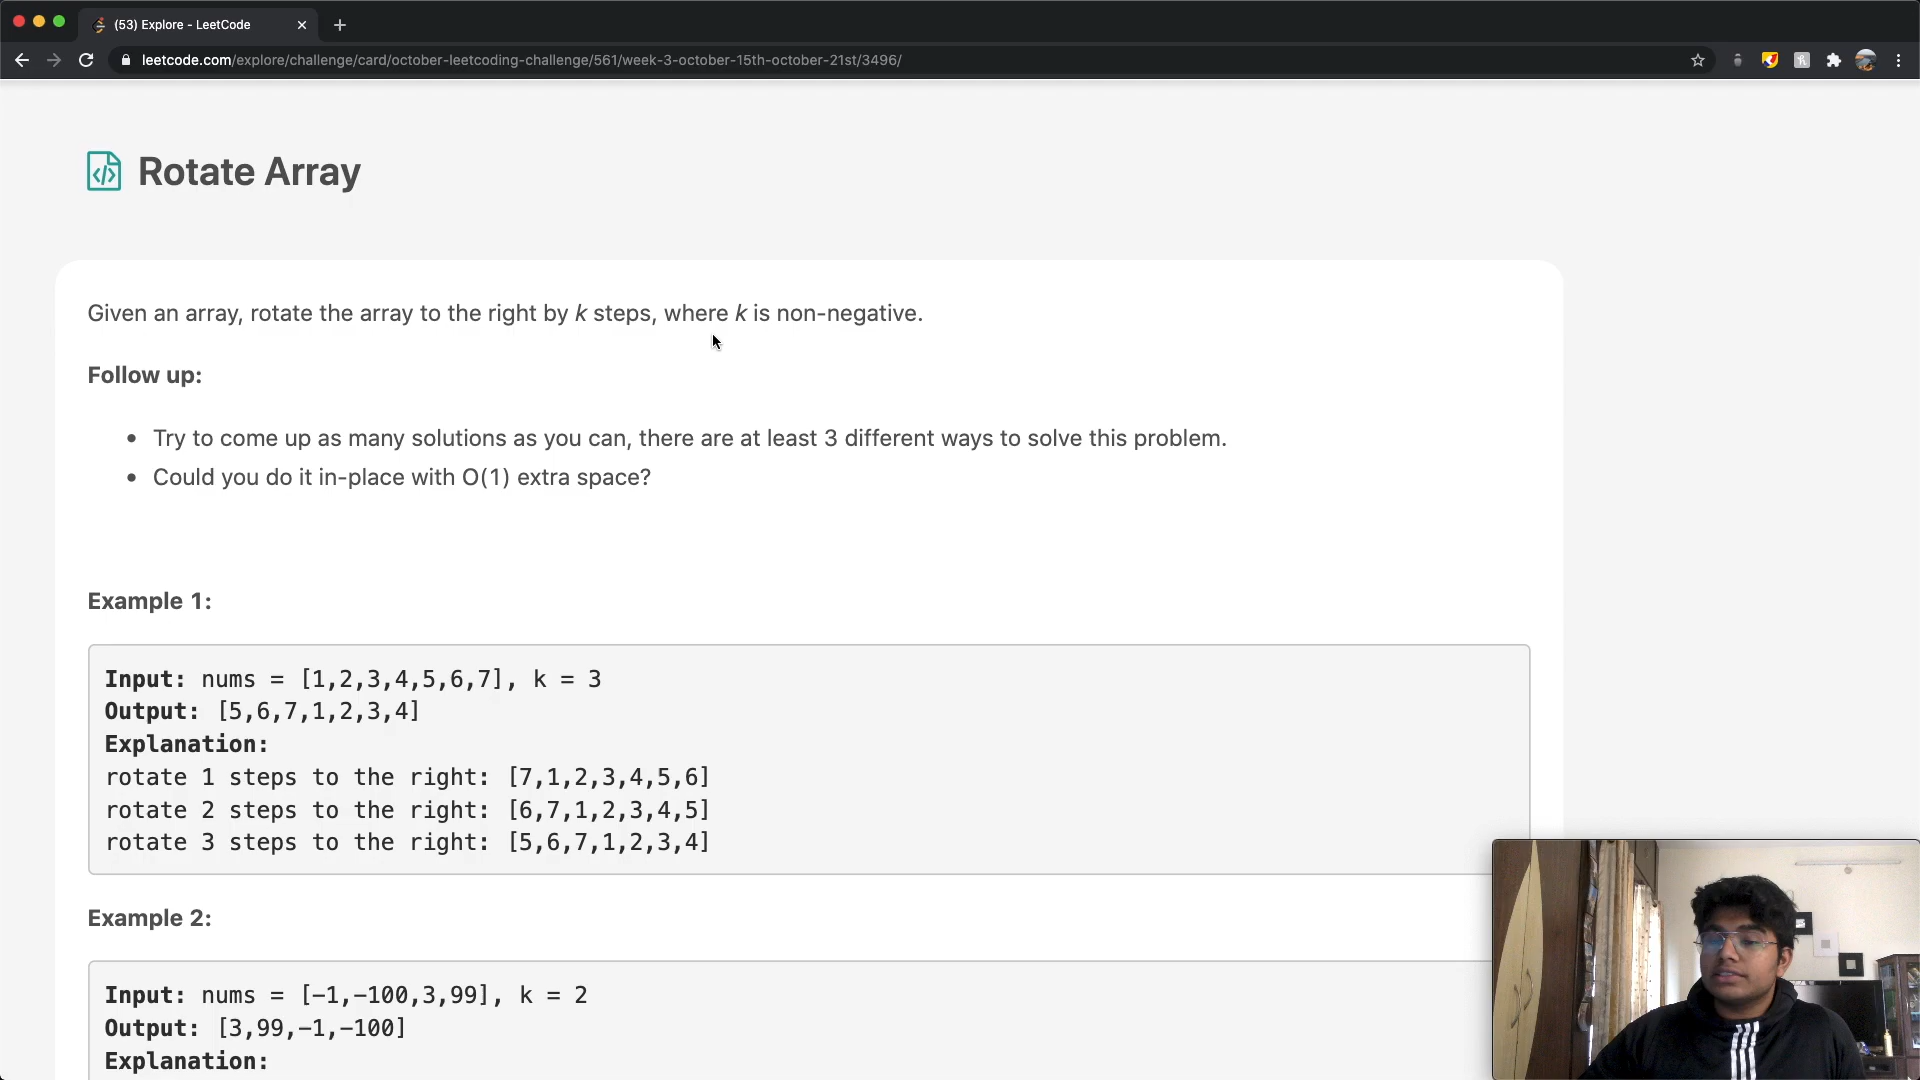 (53) Explore - LeetCode
leetcode.com/explore/challenge/card/october-leetcoding-challenge/561/week-3-october-15th-october-21st/3496/
Rotate Array
Given an array, rotate the array to the right by k steps, where k is non-negative.
Follow up:
• Try to come up as many solutions as you can, there are at least 3 different ways to solve this problem.
• Could you do it in-place with O(1) extra space?
Example 1:
Input: nums = [1,2,3,4,5,6,7], k = 3
Output: [5,6,7,1,2,3,4]
Explanation:
rotate 1 steps to the right: [7,1,2,3,4,5,6]
rotate 2 steps to the right: [6,7,1,2,3,4,5]
rotate 3 steps to the right: [5,6,7,1,2,3,4]
Example 2:
Input: nums = [-1,-100,3,99], k = 2
Output: [3,99,-1,-100]
Explanation: